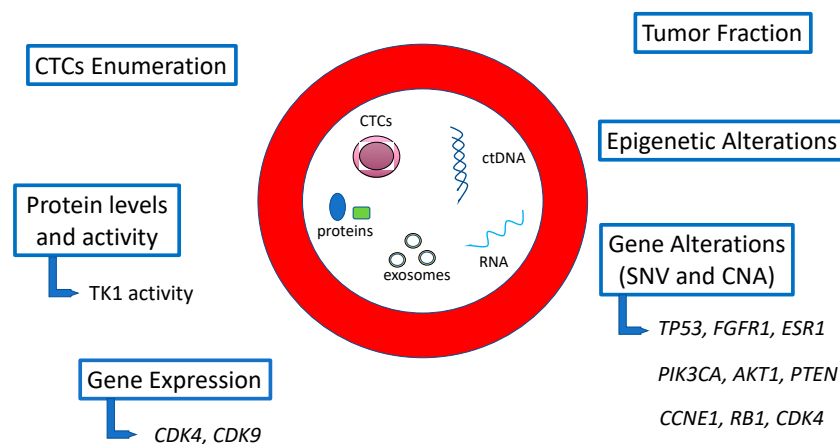 Tumor Fraction
CTCs Enumeration
CTCs
Epigenetic Alterations
ctDNA
Protein levels
and activity
proteins
exosomes
RNA
Gene Alterations
(SNV and CNA)
TK1 activity
TP53, FGFR1, ESR1
Gene Expression
PIK3CA, AKT1, PTEN
CDK4, CDK9
CCNE1, RB1, CDK4